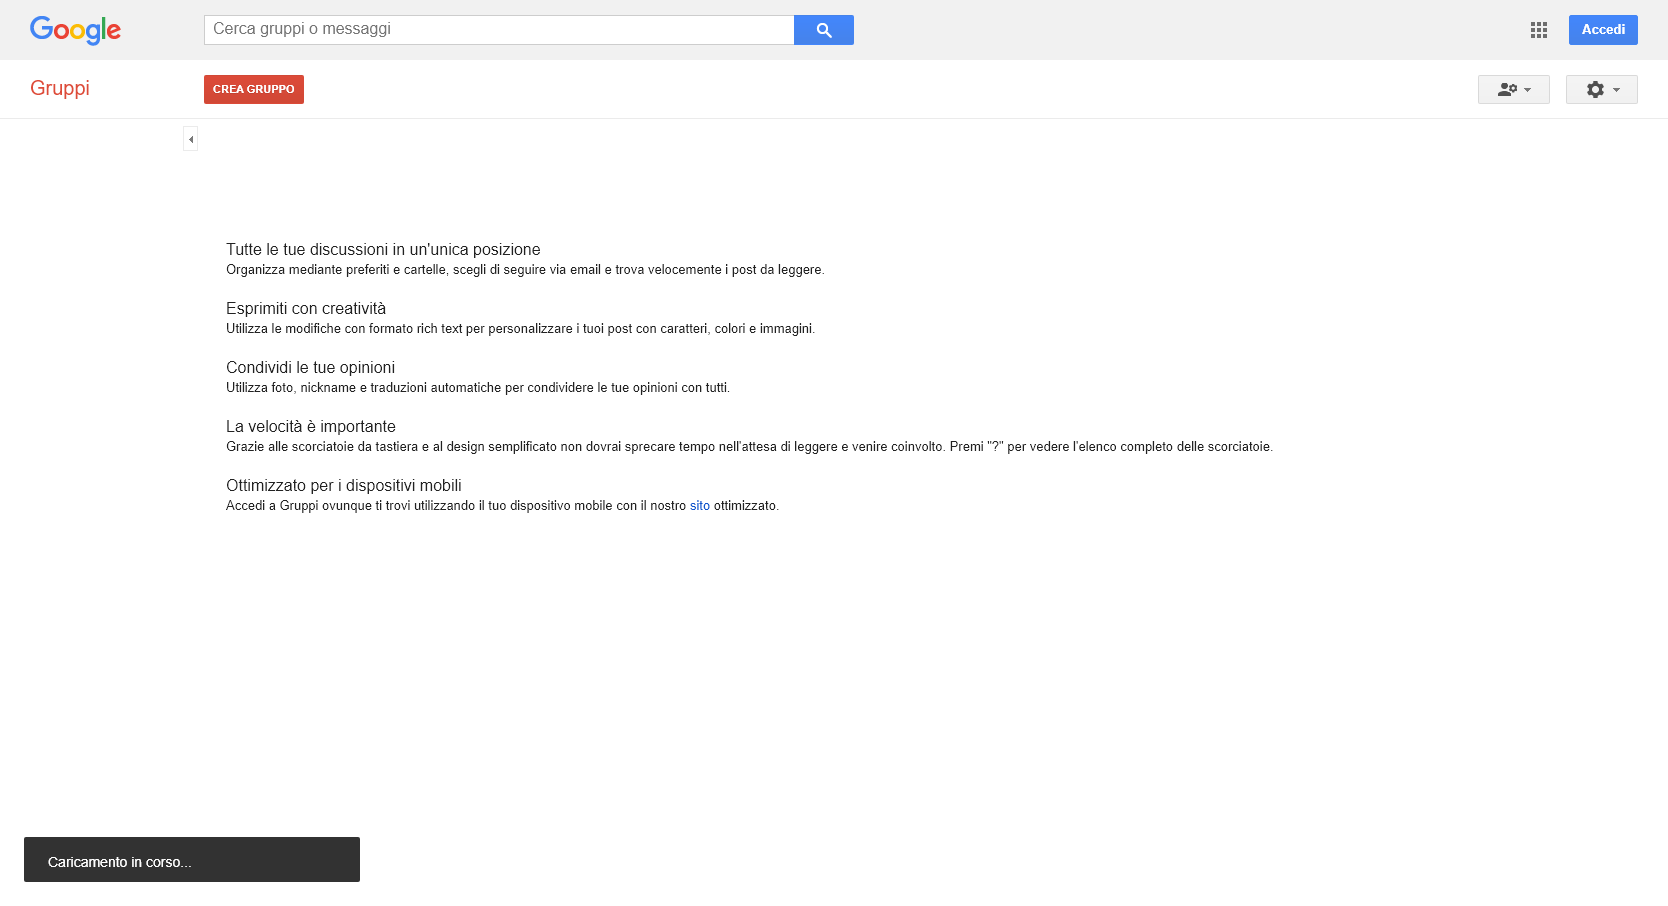 Google
Cerca gruppi o messaggi
Accedi
Gruppi
CREA GRUPPO
Tutte le tue discussioni in un'unica posizione
Organizza mediante preferiti e cartelle, scegli di seguire via email e trova velocemente i post da leggere.
Esprimiti con creatività
Utilizza le modifiche con formato rich text per personalizzare i tuoi post con caratteri, colori e immagini.
Condividi le tue opinioni
Utilizza foto, nickname e traduzioni automatiche per condividere le tue opinioni con tutti.
La velocità è importante
Grazie alle scorciatoie da tastiera e al design semplificato non dovrai sprecare tempo nell'attesa di leggere e venire coinvolto. Premi "?" per vedere l'elenco completo delle scorciatoie.
Ottimizzato per i dispositivi mobili
Accedi a Gruppi ovunque ti trovi utilizzando il tuo dispositivo mobile con il nostro sito ottimizzato.
Caricamento in corso...